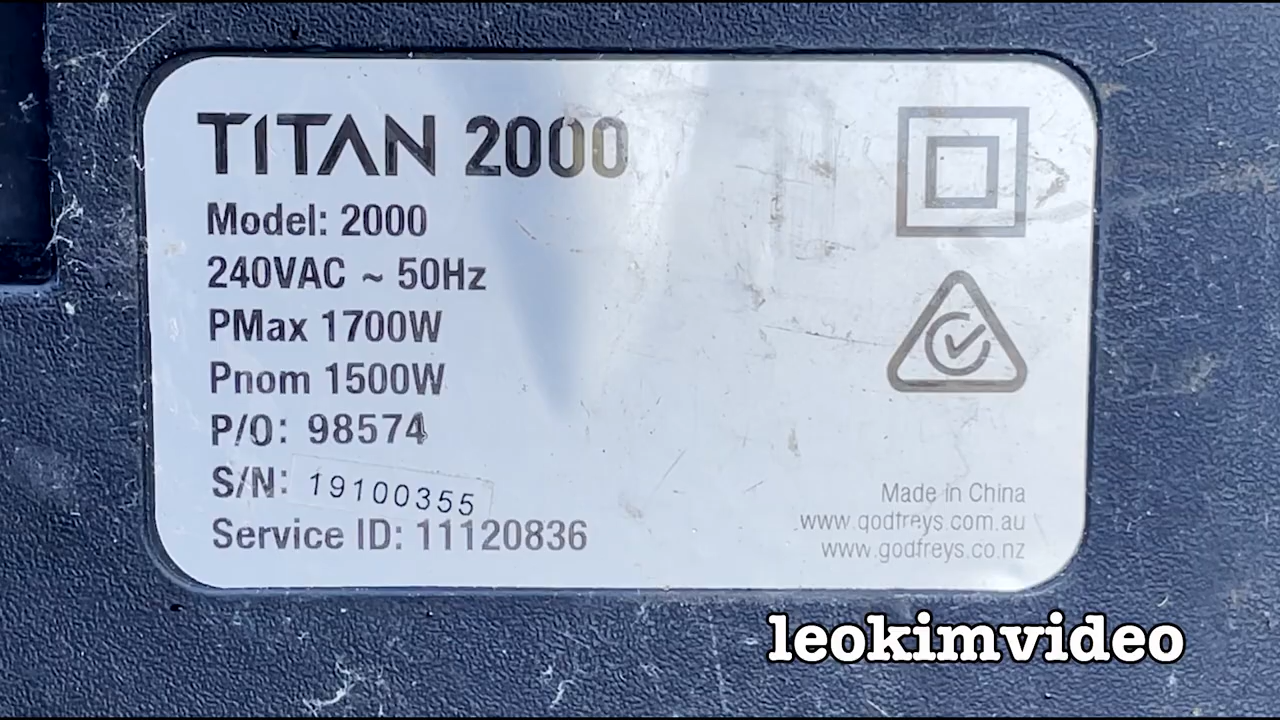 TITAN 2000
Model: 2000
240VAC ~ 50Hz
PMax 1700W
Pnom 1500W
P/O: 98574
S/N: 19100355
Service ID: 11120836
Made in China
www.godfreys.com.au
www.godfreys.co.nz
leokimvideo